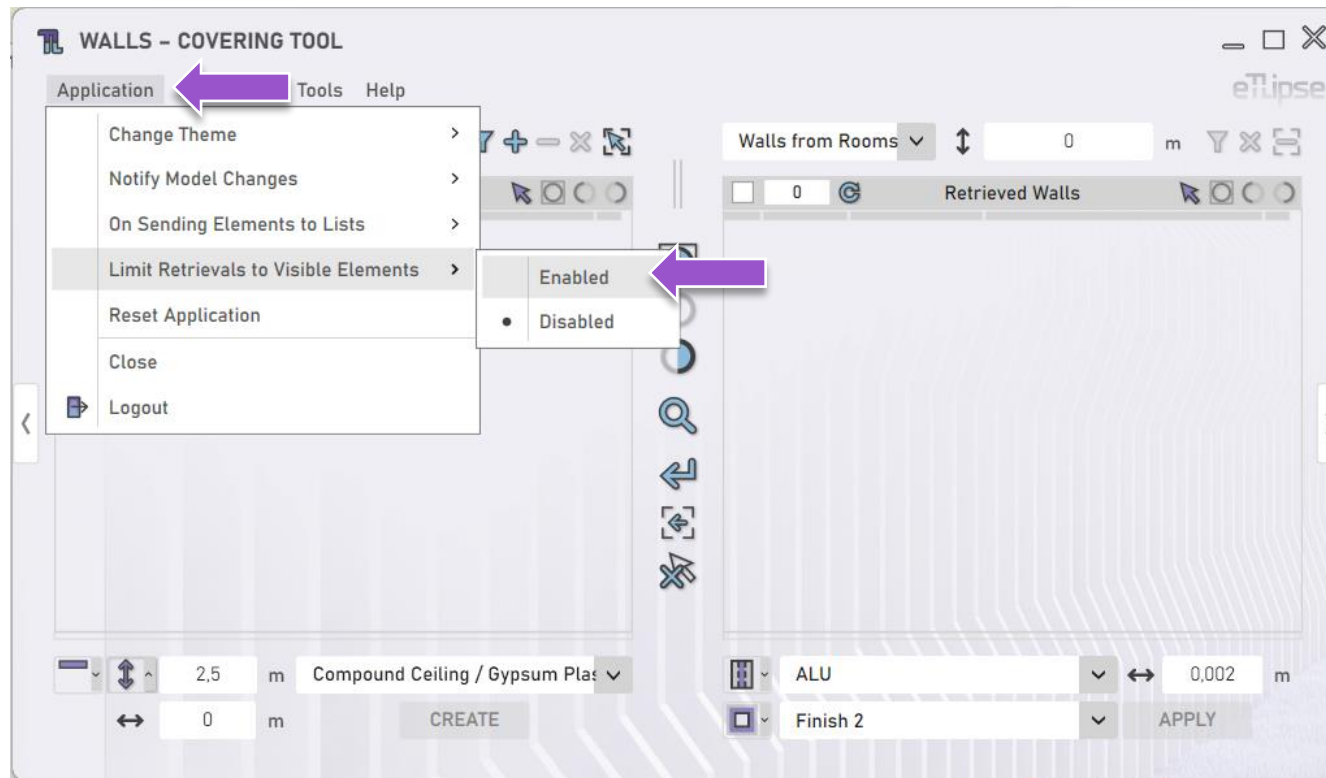 WALLS – COVERING TOOL
Application Tools Help
eTLipse
Change Theme
Notify Model Changes
On Sending Elements to Lists
Limit Retrievals to Visible Elements
Reset Application
Close
Logout
Enabled
Disabled
Walls from Rooms 0 m
0 Retrieved Walls
2,5 m Compound Ceiling / Gypsum Plas
0 m CREATE
ALU 0,002 m
Finish 2 APPLY